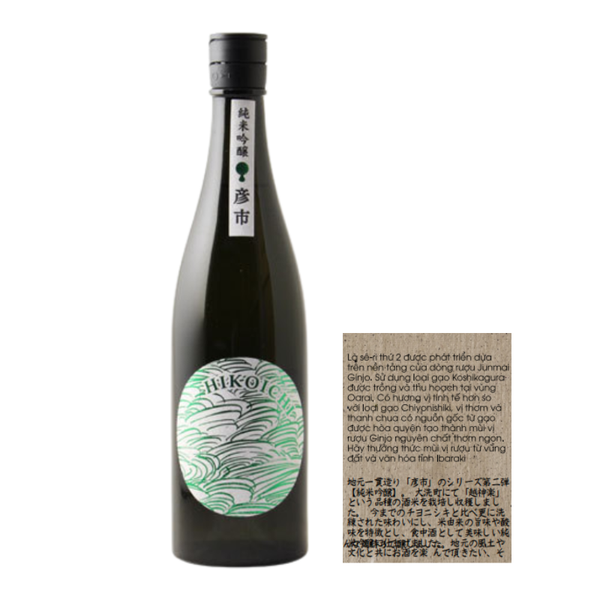 純米吟醸
彦市
HIKOICHI
Là sê-ri thứ 2 được phát triển dựa
trên nền tảng của dòng rượu Junmai
Ginjo. Sử dụng loại gạo Koshikagura
được trồng và thu hoạch tại vùng
Oarai, Có hương vị tinh tế hơn so
với loại gạo Chiyonishiki, vị thơm và
thanh chua có nguồn gốc từ gạo
được hòa quyện tạo thành mùi vị
rượu Ginjo nguyên chất thơm ngon.
Hãy thưởng thức mùi vị rượu từ vùng
đất và văn hóa tỉnh Ibaraki
地元一貫造り「彦市」のシリーズ第二弾
【純米吟醸】。大洗町にて「越神楽」
という品種の酒米を栽培し収穫しまし
た。今までのチヨニシキと比べ更に洗
練された味わいにし、米由来の旨味や酸
味を特徴とし、食中酒として美味しい純
ました。地元の風土や
文化と共にお酒を楽んで頂きたい、そ